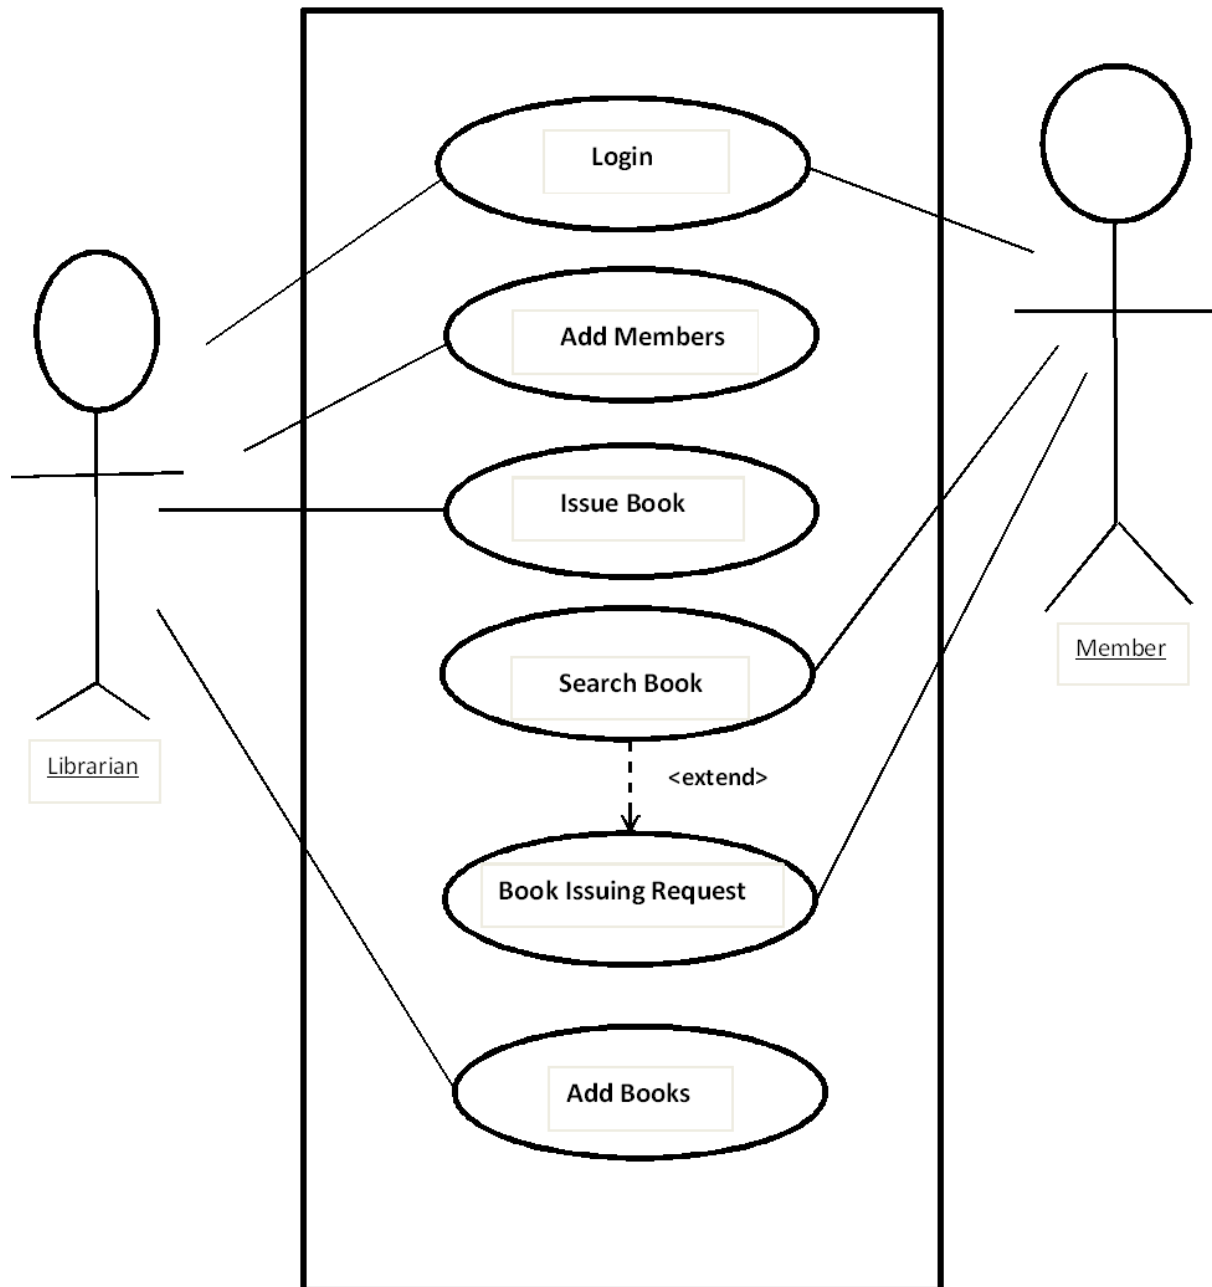 Login
Add Members
Issue Book
Search Book
Member
Librarian
<extend>
Book Issuing Request
Add Books